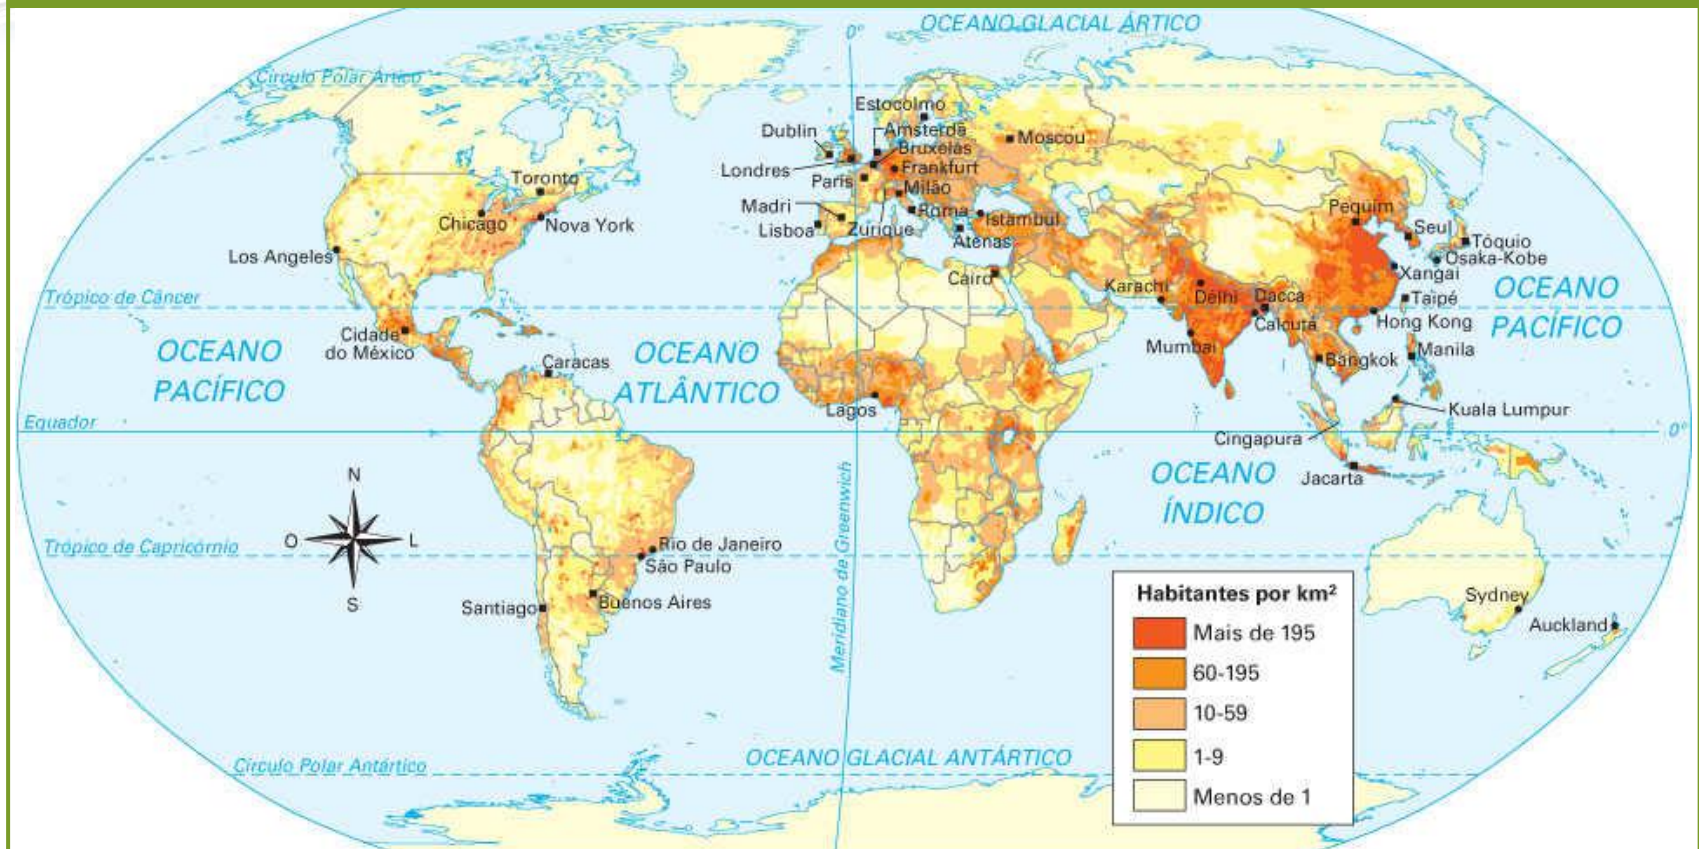 OCEANO GLACIAL ÁRTICO
0°
Círculo Polar Ártico
Estocolmo
Dublin
Amsterdã
Bruxelas
Moscou
Londres
Frankfurt
Paris
Milão
Toronto
Madri
Roma
Istambul
Pequim
Chicago
Nova York
Lisboa
Zurique
Atenas
Seul
Tóquio
Los Angeles
Osaka-Kobe
Xangai
Cairo
Karachi
Trópico de Câncer
Délhi
Dacca
Taipé
OCEANO
PACÍFICO
Calcutá
Hong Kong
Cidade
do México
Mumbai
Bangkok
Manila
OCEANO
PACÍFICO
Caracas
OCEANO
ATLÂNTICO
Lagos
Kuala Lumpur
Equador
0°
Cingapura
Jacarta
OCEANO
ÍNDICO
N
O
L
S
Meridiano de Greenwich
Trópico de Capricórnio
Rio de Janeiro
São Paulo
Santiago
Buenos Aires
Sydney
Auckland
Habitantes por km²
Mais de 195
60-195
10-59
1-9
Menos de 1
OCEANO GLACIAL ANTÁRTICO
Círculo Polar Antártico